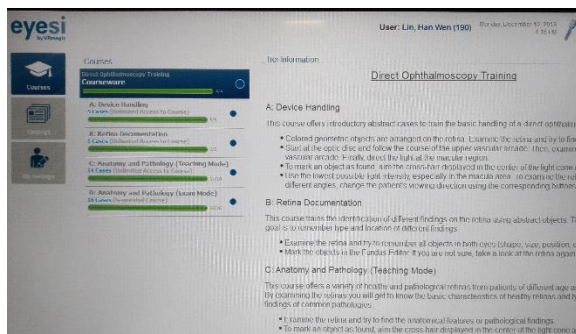 eyesi
by VRmagic
User: Lin, Han Wen (190)
Courses
Courses
Direct Ophthalmoscopy Training
Courseware
A: Device Handling
(Unlimited Access to Course)
B: Retina Documentation
(Unlimited Access to Course)
C: Anatomy and Pathology (Teaching Mode)
(Unlimited Access to Course)
D: Anatomy and Pathology (Exam Mode)
Information
Direct Ophthalmoscopy Training
A: Device Handling
This course offers introductory abstract cases to train the basic handling of a direct
• Colored geometric objects are arranged on the retina. Examine the retina and try to
• Start at the optic disc and follow the course of the upper vascular arcade. Then, examine
vascular arcade. Finally, direct the light at the macular region.
• To mark an object as found, aim the cross-hair displayed in the center of the light cone
• Use the lowest possible light intensity, especially in the macula area. To examine the
different angles, change the patient's viewing direction using the corresponding
B: Retina Documentation
This course trains the identification of different findings on the retina using abstract objects.
goal is to remember type and location of different findings.
• Examine the retina and try to remember all objects in both eyes (shape, size, position,
• Mark the objects in the Fundus Editor. If you are not sure, take a look at the retina again
C: Anatomy and Pathology (Teaching Mode)
This course offers a variety of healthy and pathological retinas from patients of different age
By examining the retinas you will get to know the basic characteristics of healthy retinas and
findings of common pathologies.
• Examine the retina and try to find the anatomical features or pathological findings.
• To mark an object as found, aim the cross-hair displayed in the center of the light cone